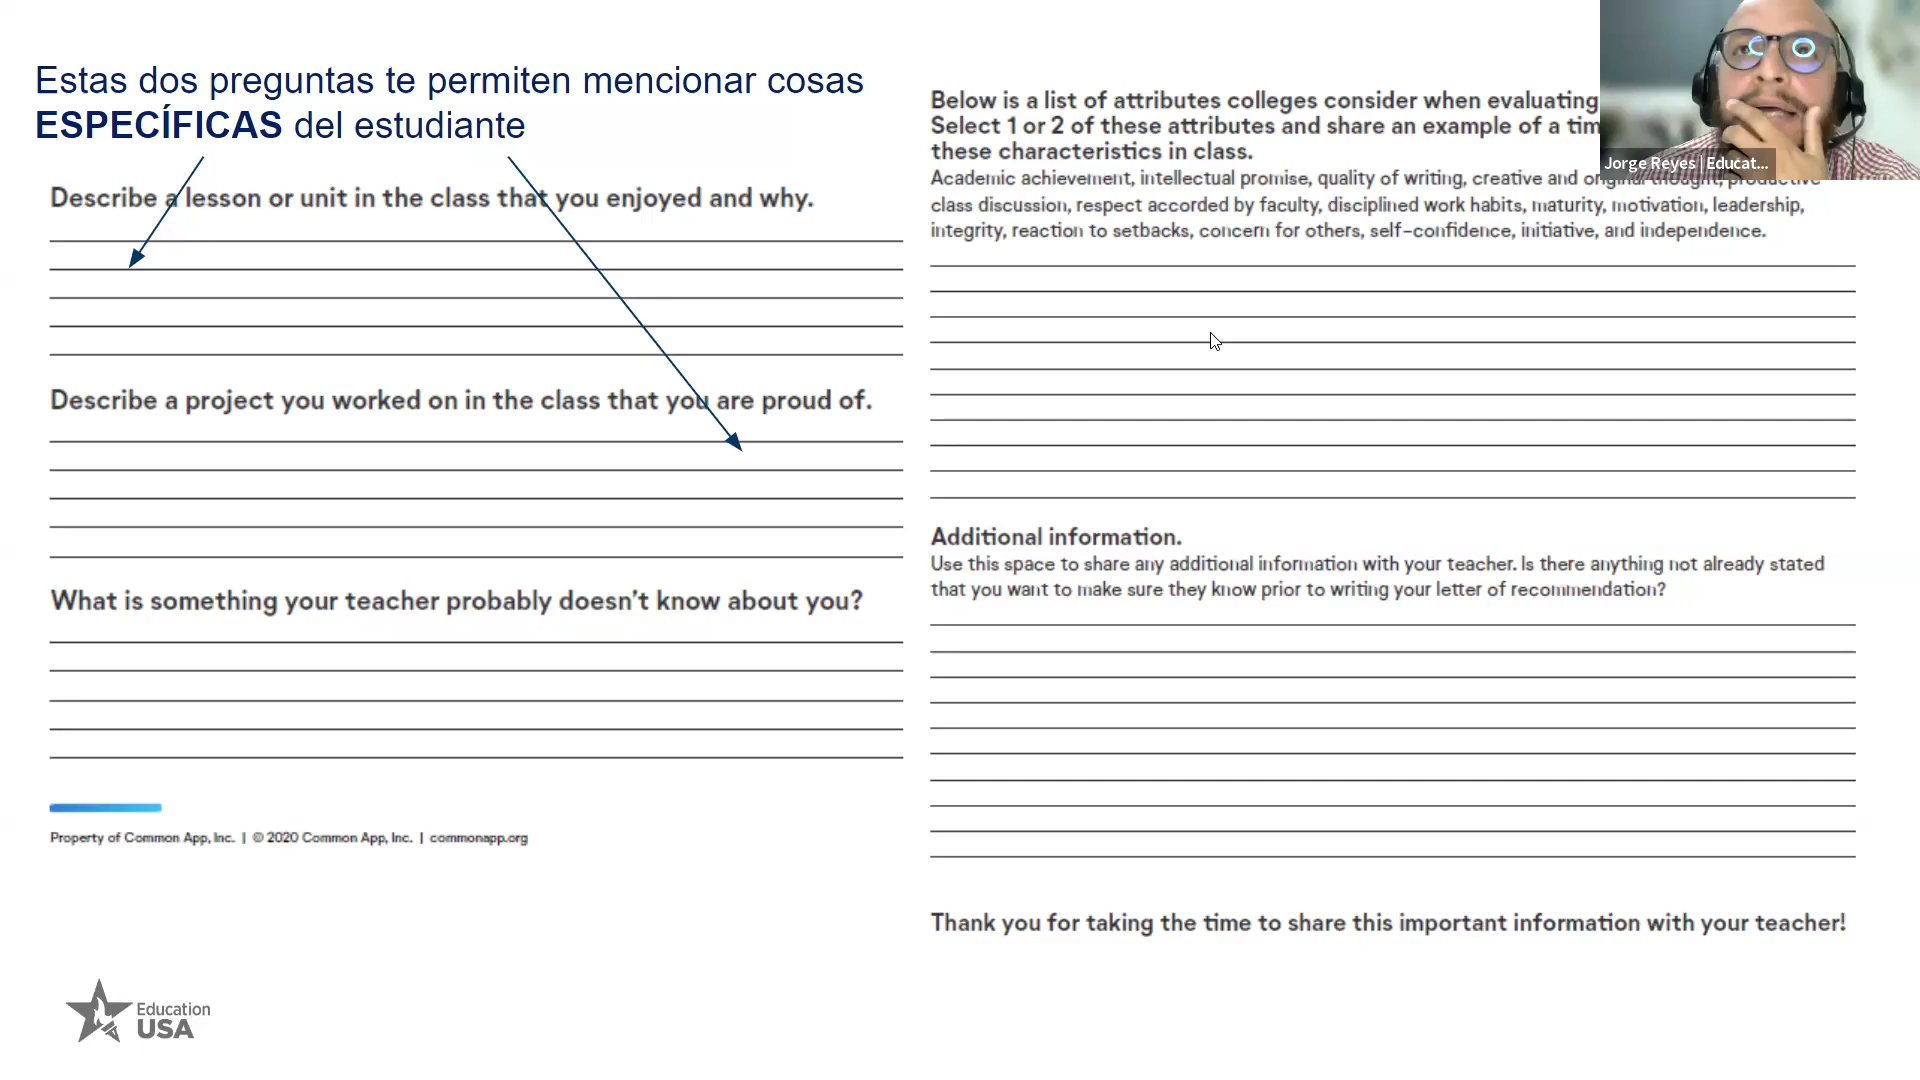 Estas dos preguntas te permiten mencionar cosas
ESPECÍFICAS del estudiante
Describe a lesson or unit in the class that you enjoyed and why.
Describe a project you worked on in the class that you are proud of.
What is something your teacher probably doesn't know about you?
Property of Common App, Inc. | © 2020 Common App, Inc. | commonapp.org
Below is a list of attributes colleges consider when evaluating
Select 1 or 2 of these attributes and share an example of a tim
these characteristics in class.
Academic achievement, intellectual promise, quality of writing, creative and original thought, productive
class discussion, respect accorded by faculty, disciplined work habits, maturity, motivation, leadership,
integrity, reaction to setbacks, concern for others, self-confidence, initiative, and independence.
Additional information.
Use this space to share any additional information with your teacher. Is there anything not already stated
that you want to make sure they know prior to writing your letter of recommendation?
Thank you for taking the time to share this important information with your teacher!
Jorge Reyes | Educat...
Education
USA